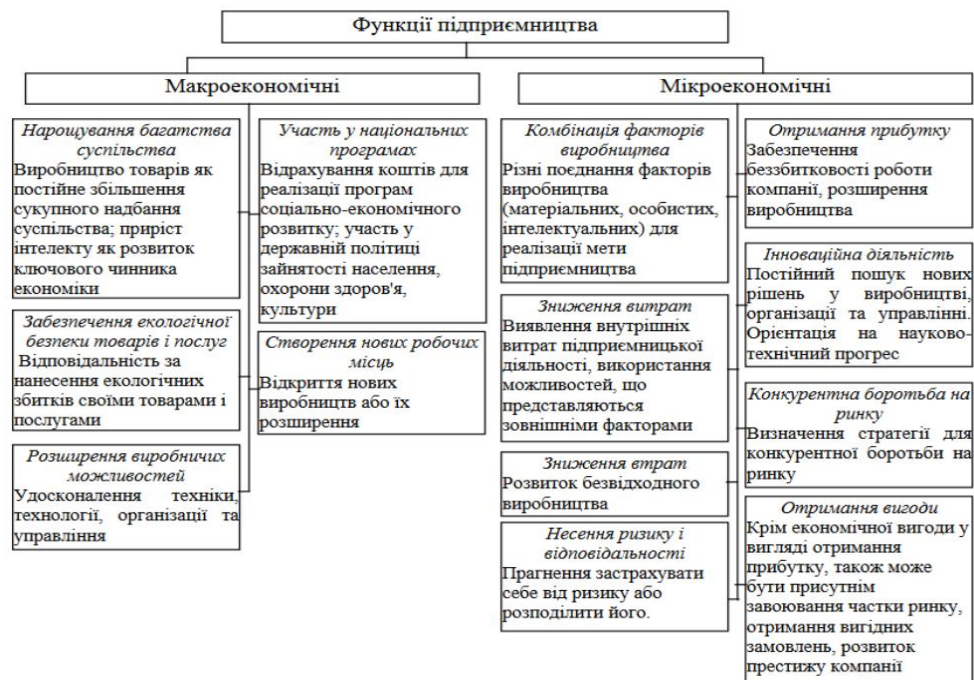 Функції підприємництва
Макроекономічні
Нарощування багатства
суспільства
Виробництво товарів як
постійне збільшення
сукупного надбання
суспільства; приріст
інтелекту як розвиток
ключового чинника
економіки
Забезпечення екологічної
безпеки товарів і послуг
Відповідальність за
нанесення екологічних
збитків своїми товарами і
послугами
Розширення виробничих
можливостей
Удосконалення техніки,
технології, організації та
управління
Участь у національних
програмах
Відрахування коштів для
реалізації програм
соціально-економічного
розвитку; участь у
державній політиці
зайнятості населення,
охорони здоров'я,
культури
Створення нових робочих
місць
Відкриття нових
виробництв або їх
розширення
Мікроекономічні
Комбінація факторів
виробництва
Різні поєднання факторів
виробництва
(матеріальних, особистих,
інтелектуальних) для
реалізації мети
підприємництва
Зниження витрат
Виявлення внутрішніх
витрат підприємницької
діяльності, використання
можливостей, що
представляються
зовнішніми факторами
Зниження втрат
Розвиток безвідходного
виробництва
Несення ризику і
відповідальності
Прагнення застрахувати
себе від ризику або
розподілити його.
Отримання прибутку
Забезпечення
беззбитковості роботи
компанії, розширення
виробництва
Інноваційна діяльність
Постійний пошук нових
рішень у виробництві,
організації та управлінні.
Орієнтація на науково-
технічний прогрес
Конкурентна боротьба на
ринку
Визначення стратегії для
конкурентної боротьби на
ринку
Отримання вигоди
Крім економічної вигоди у
вигляді отримання
прибутку, також може
бути присутнім
завоювання частки ринку,
отримання вигідних
замовлень, розвиток
престижу компанії